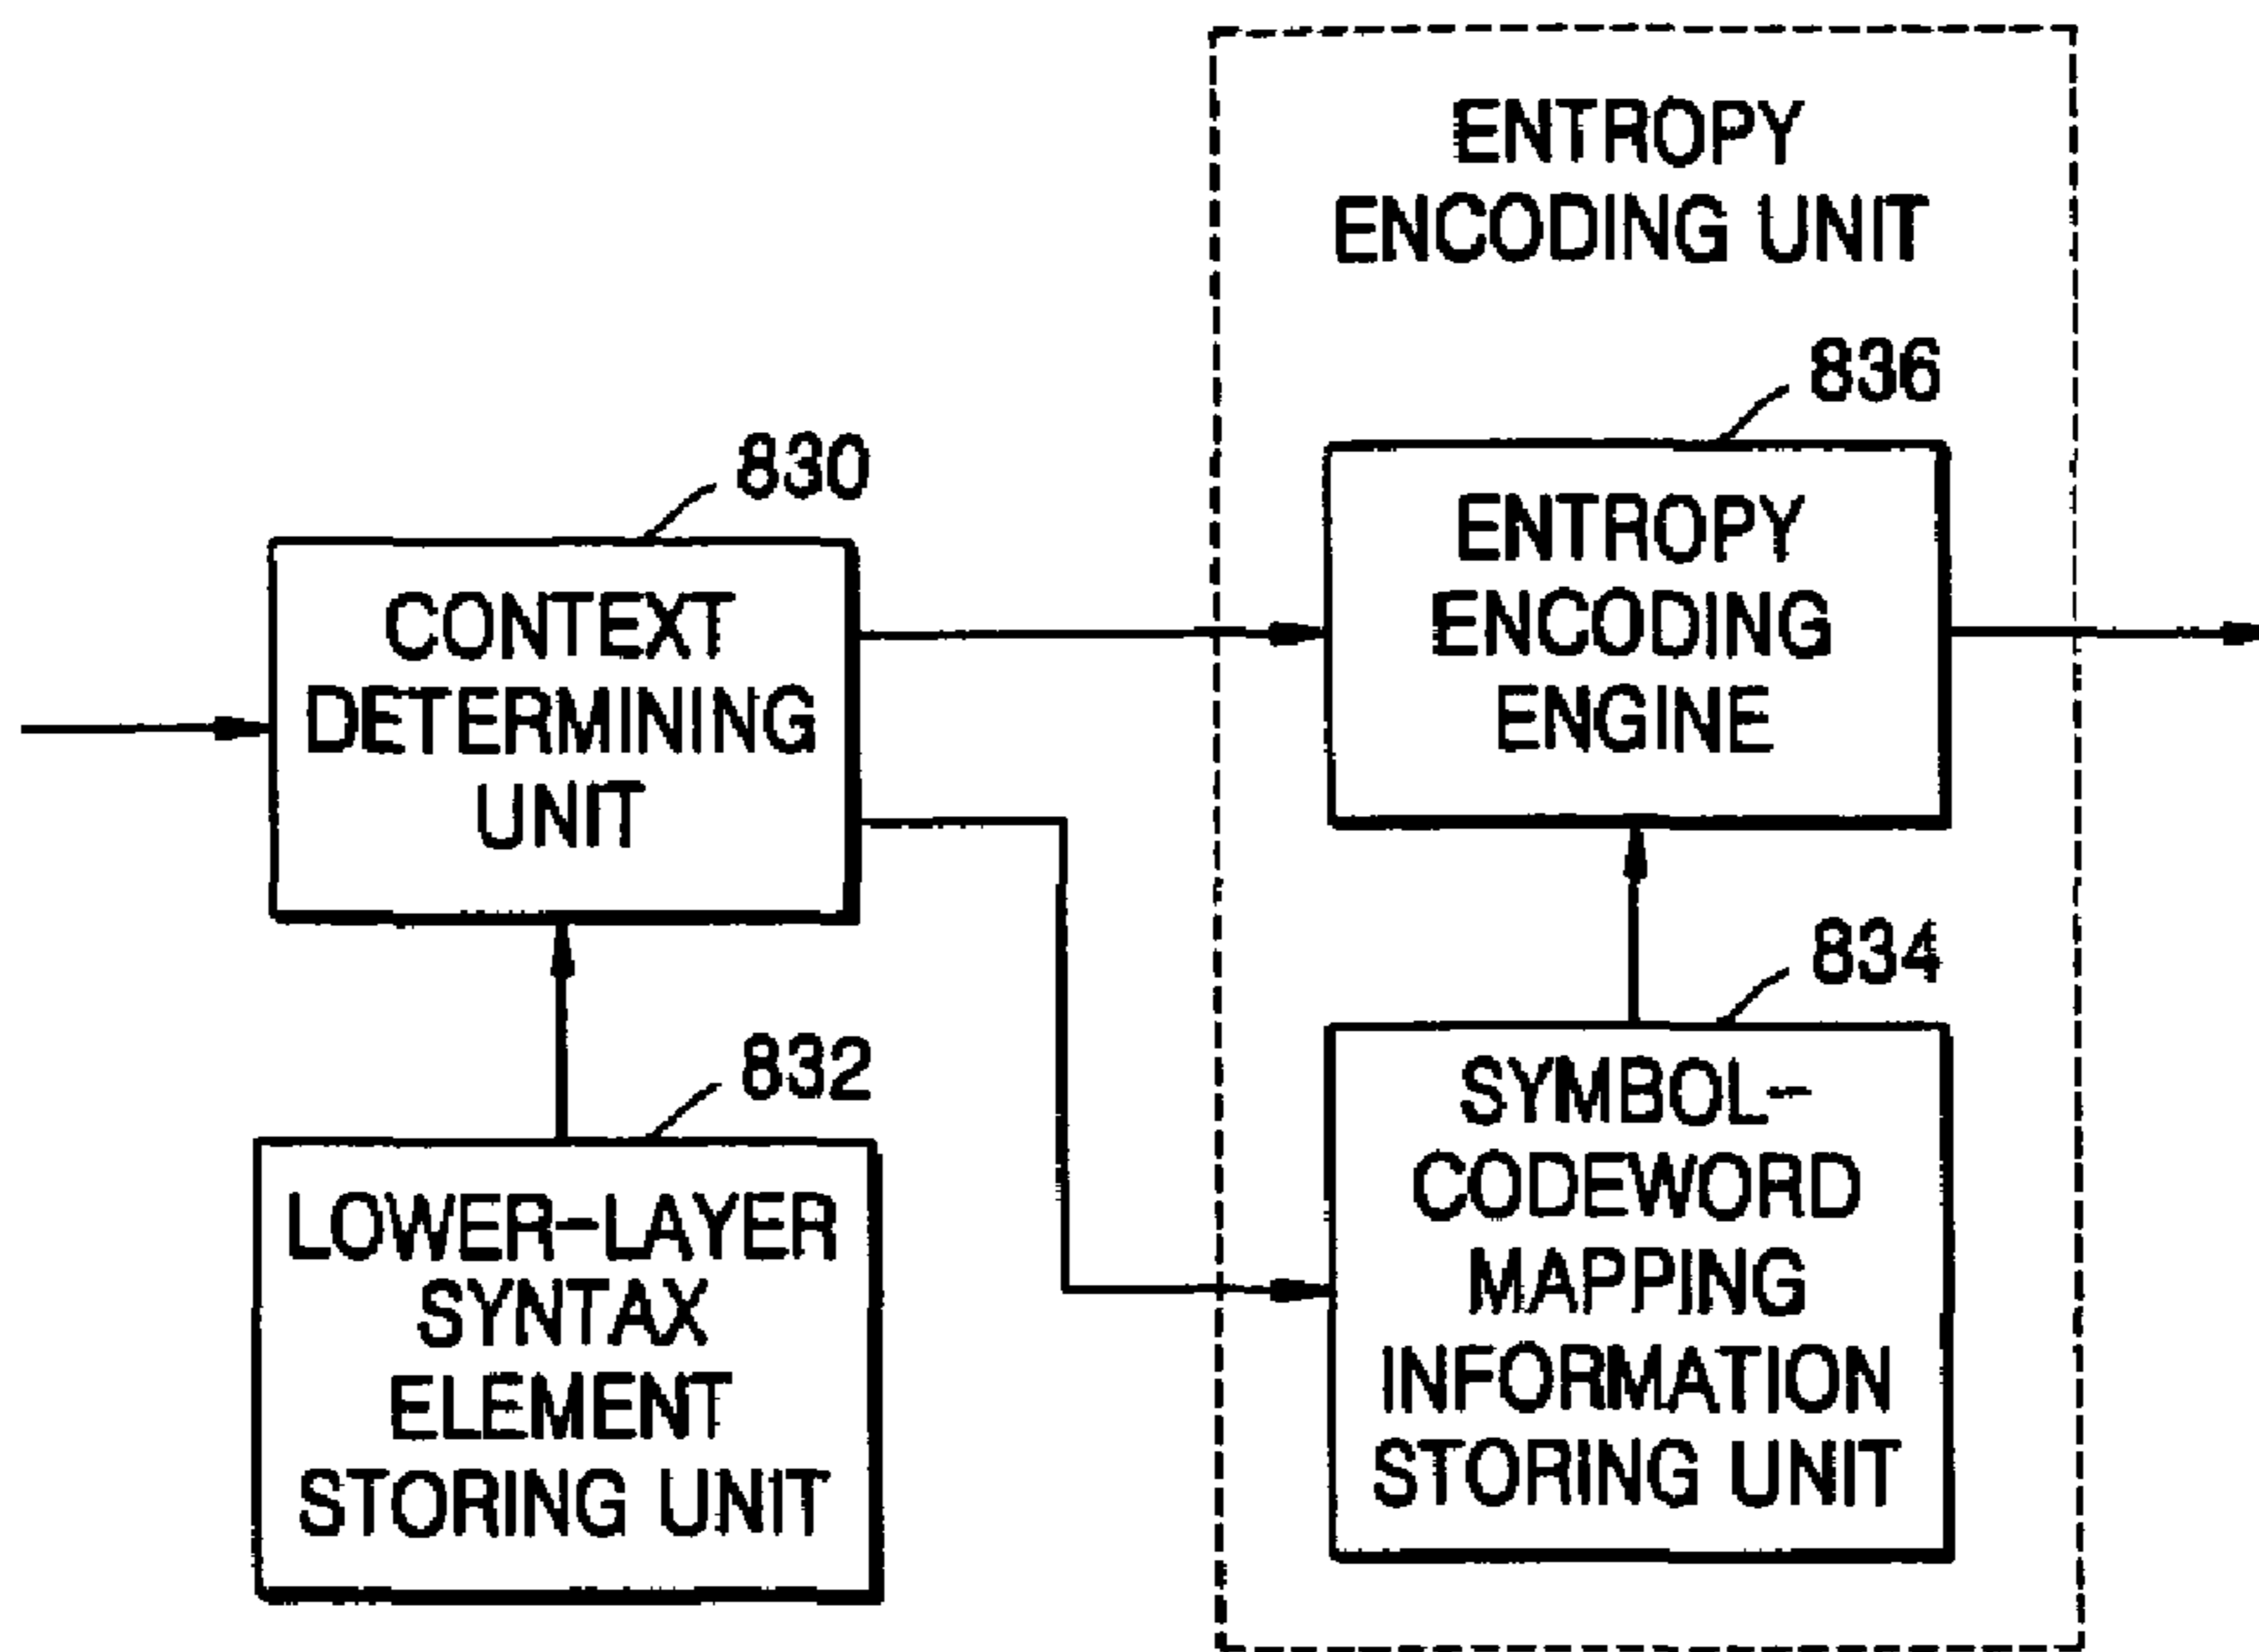 ENTROPY
ENCODING UNIT
836
ENTROPY
ENCODING
ENGINE
830
CONTEXT
DETERMINING
UNIT
834
SYMBOL-
CODEWORD
MAPPING
INFORMATION
STORING UNIT
832
LOWER-LAYER
SYNTAX
ELEMENT
STORING UNIT